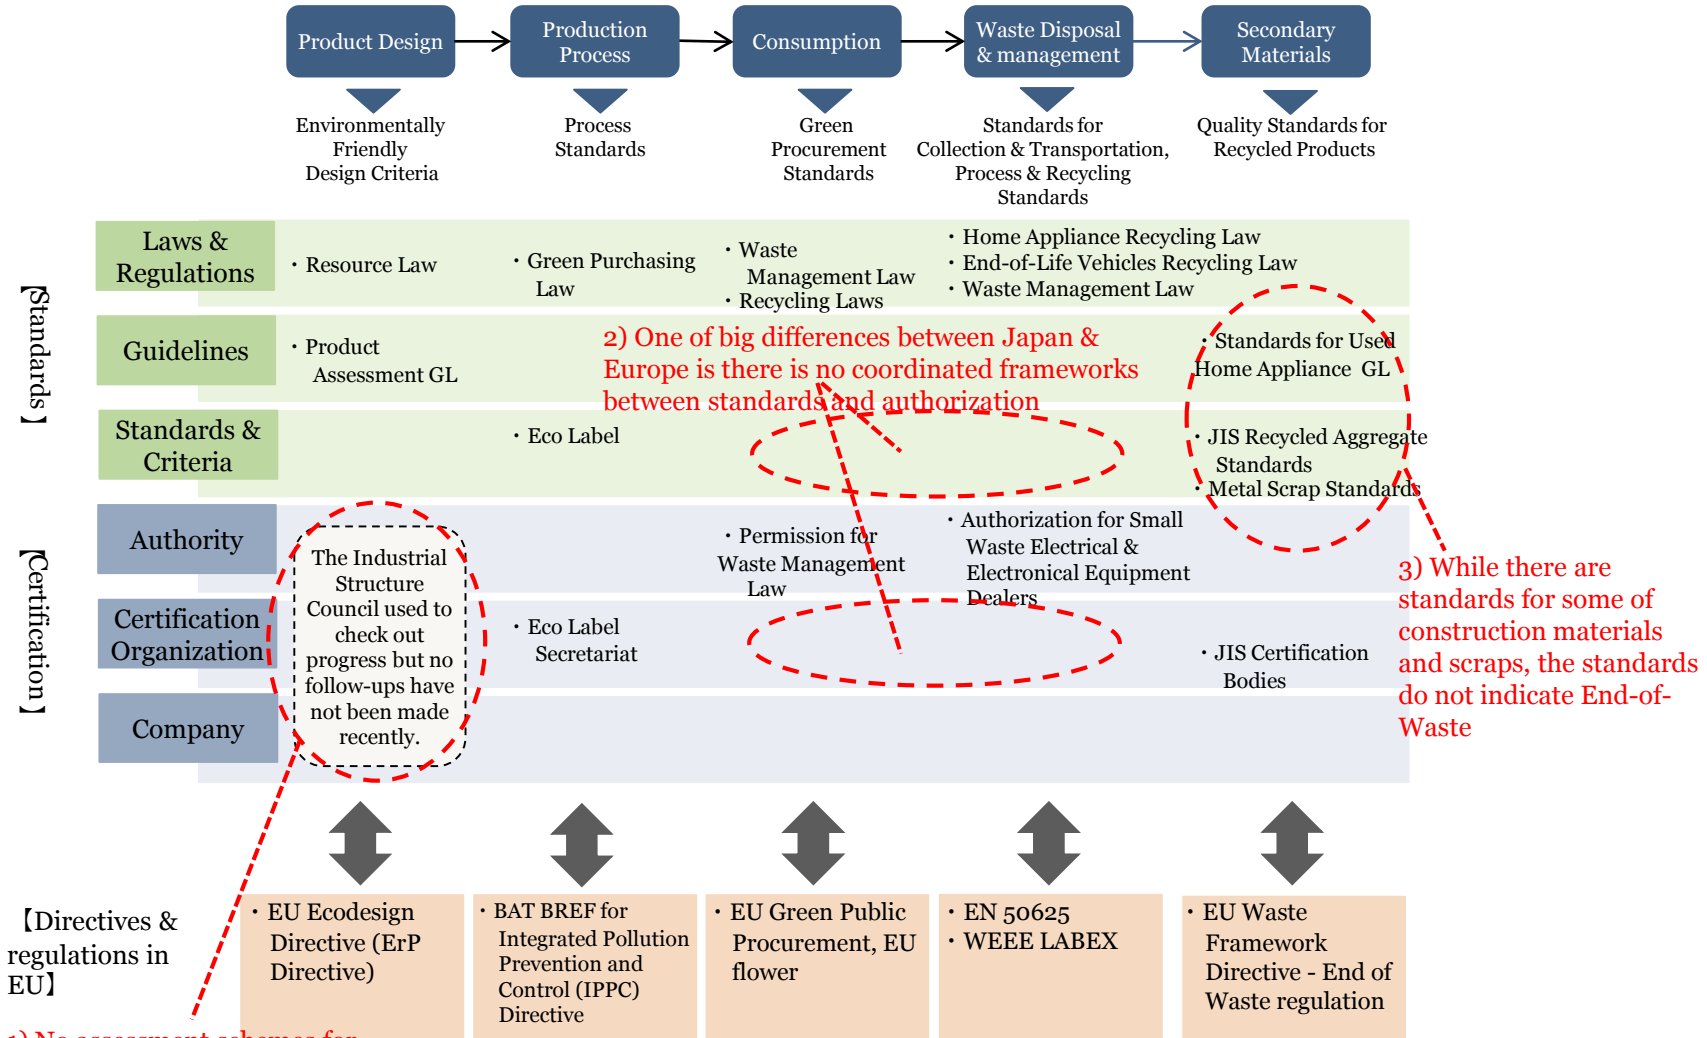 Product Design
Production
Process
Consumption
Waste Disposal
& management
Secondary
Materials
Environmentally
Friendly
Design Criteria
Process
Standards
Green
Procurement
Standards
Standards for
Collection & Transportation,
Process & Recycling
Standards
Quality Standards for
Recycled Products
【Standards】
Laws &
Regulations
・Resource Law
・Green Purchasing
Law
・Waste
Management Law
・Recycling Laws
・Home Appliance Recycling Law
・End-of-Life Vehicles Recycling Law
・Waste Management Law
Guidelines
・Product
Assessment GL
2) One of big differences between Japan &
Europe is there is no coordinated frameworks
between standards and authorization
・Standards for Used
Home Appliance GL
Standards &
Criteria
・Eco Label
・JIS Recycled Aggregate
Standards
・Metal Scrap Standards
【Certification】
Authority
The Industrial
Structure
Council used to
check out
progress but no
follow-ups have
not been made
recently.
・Permission for
Waste Management
Law
・Authorization for Small
Waste Electrical &
Electronical Equipment
Dealers
3) While there are
standards for some of
construction materials
and scraps, the standards
do not indicate End-of-
Waste
Certification
Organization
・Eco Label
Secretariat
・JIS Certification
Bodies
Company
【Directives &
regulations in
EU】
・EU Ecodesign
Directive (ErP
Directive)
・BAT BREF for
Integrated Pollution
Prevention and
Control (IPPC)
Directive
・EU Green Public
Procurement, EU
flower
・EN 50625
・WEEE LABEX
・EU Waste
Framework
Directive - End of
Waste regulation
1) No assessment schemes for